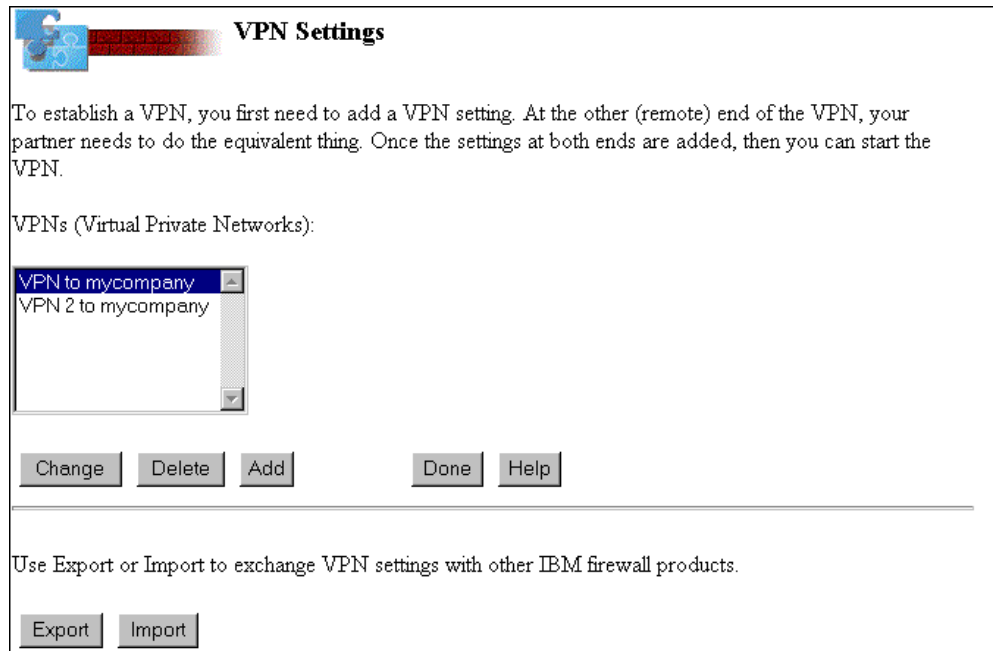 VPN Settings
To establish a VPN, you first need to add a VPN setting. At the other (remote) end of the VPN, your
partner needs to do the equivalent thing. Once the settings at both ends are added, then you can start the
VPN.
VPNs (Virtual Private Networks):
VPN to mycompany
VPN 2 to mycompany
Change Delete Add Done Help
Use Export or Import to exchange VPN settings with other IBM firewall products.
Export Import